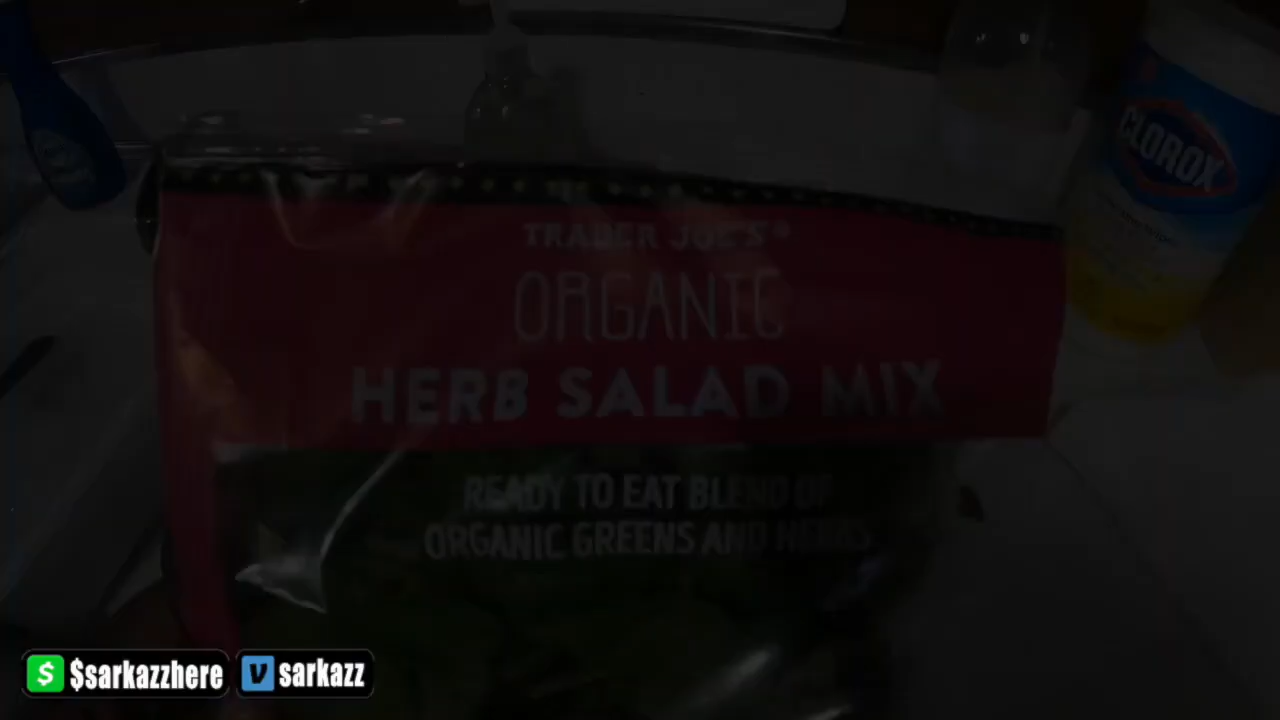 CLOROX
TRADER JOE'S®
ORGANIC
HERB SALAD MIX
READY TO EAT BLEND OF
ORGANIC GREENS AND HERBS
$ $sarkazzhere
V sarkazz